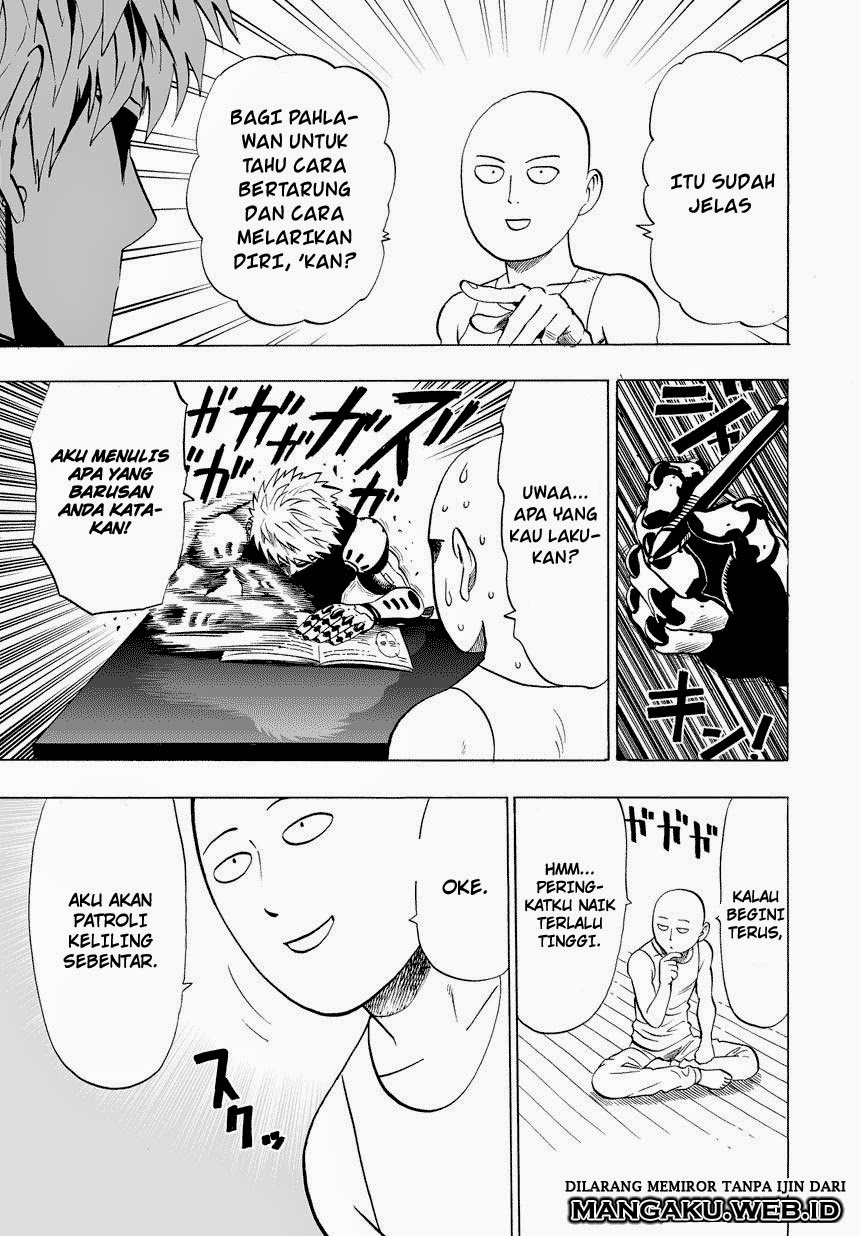 ITU SUDAH
JELAS
BAGI PAHLA-
WAN UNTUK
TAHU CARA
BERTARUNG
DAN CARA
MELARIKAN
DIRI, 'KAN?
ジャ
キン!
UWAA...
APA YANG
KAU LAKU-
KAN?
ガガガガガガズ
AKU MENULIS
APA YANG
BARUSAN
ANDA KATA-
KAN!
KALAU
BEGINI
TERUS,
ガガガガ
HMM...
PERING-
KATKU NAIK
TERLALU
TINGGI.
OKE.
AKU AKAN
PATROLI
KELILING
SEBENTAR.
スクッ
DILARANG MEMIROR TANPA IJIN DARI
MANGAKU.WEB.ID